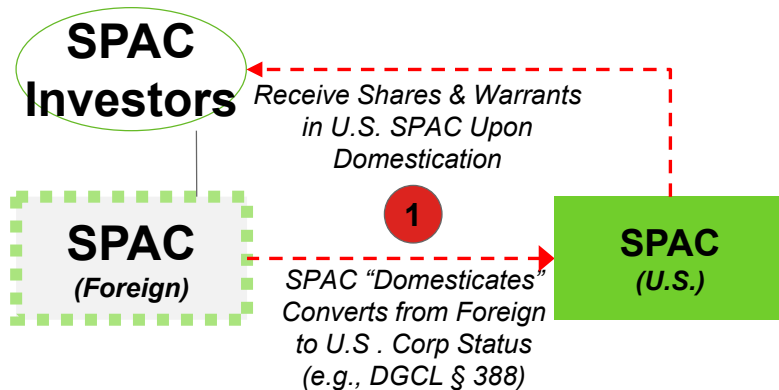 SPAC
Investors
Receive Shares & Warrants
in U.S. SPAC Upon
Domestication
1
SPAC
(Foreign)
SPAC
(U.S.)
SPAC “Domesticates”
Converts from Foreign
to U.S . Corp Status
(e.g., DGCL § 388)